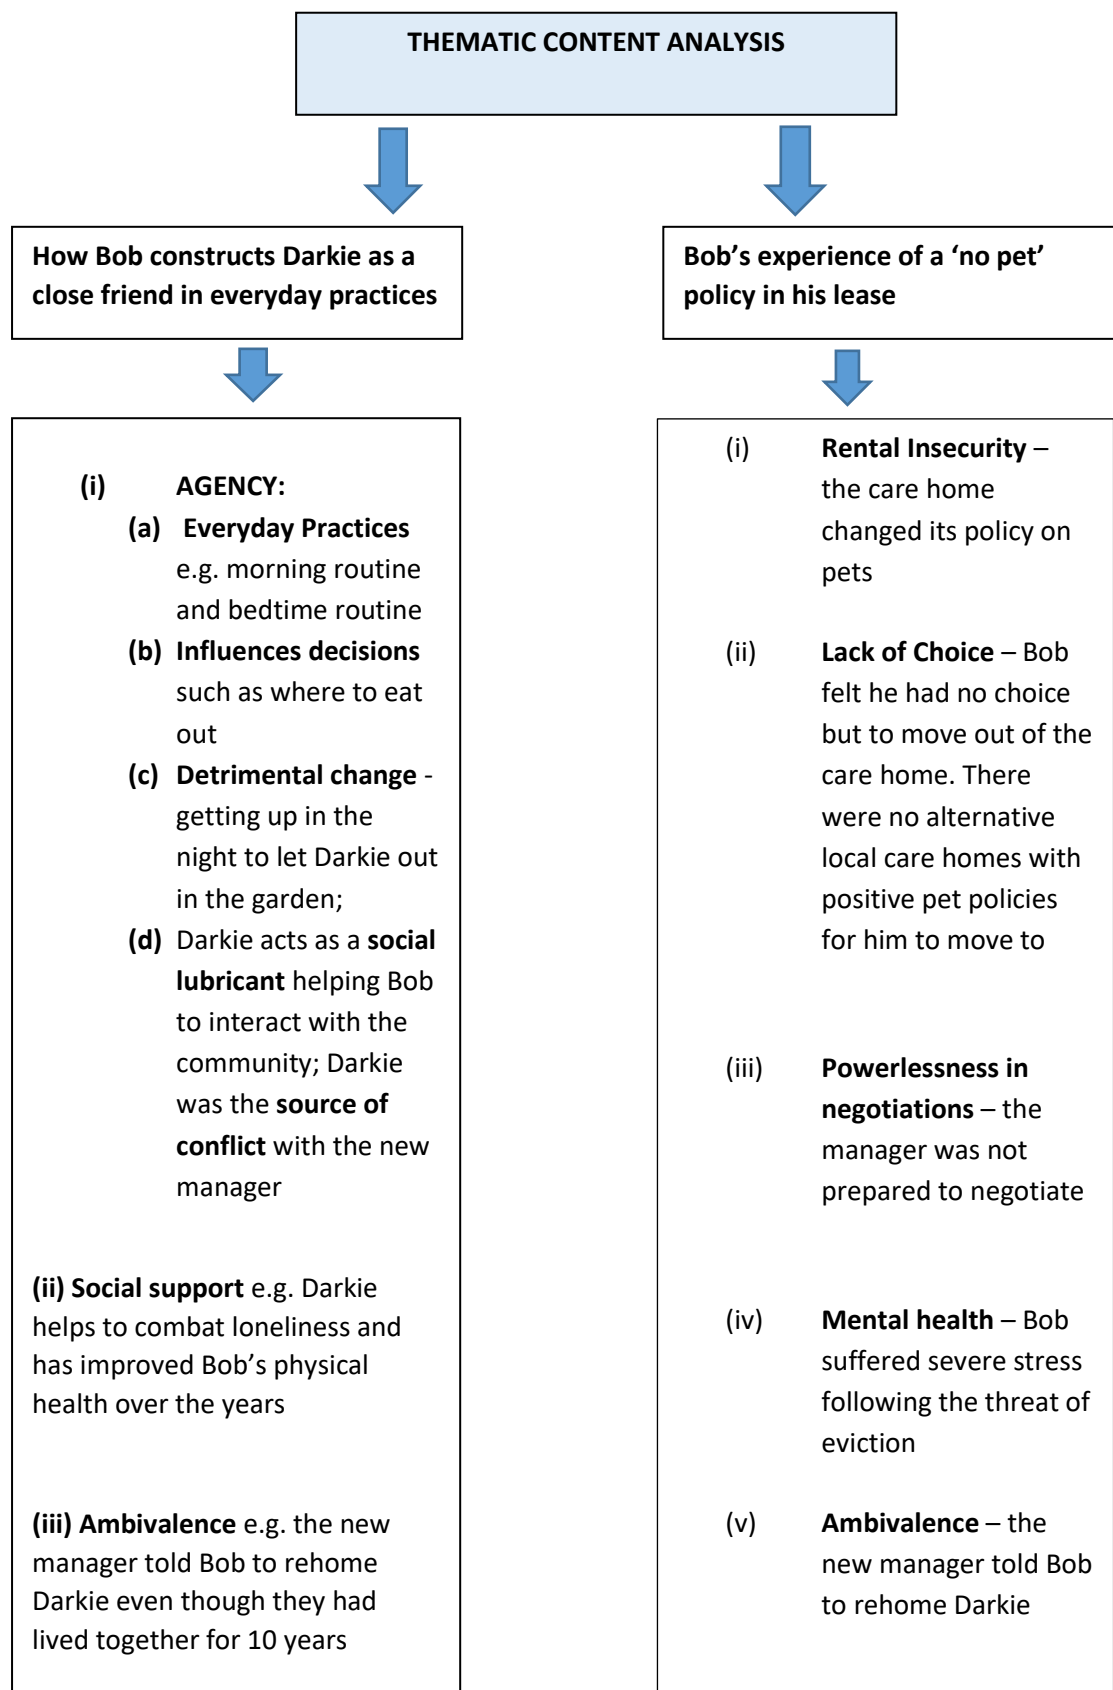 THEMATIC CONTENT ANALYSIS
How Bob constructs Darkie as a
close friend in everyday practices
(i) AGENCY:
(a) Everyday Practices
e.g. morning routine
and bedtime routine
(b) Influences decisions
such as where to eat
out
(c) Detrimental change -
getting up in the
night to let Darkie out
in the garden;
(d) Darkie acts as a social
lubricant helping Bob
to interact with the
community; Darkie
was the source of
conflict with the new
manager
(ii) Social support e.g. Darkie
helps to combat loneliness and
has improved Bob’s physical
health over the years
(iii) Ambivalence e.g. the new
manager told Bob to rehome
Darkie even though they had
lived together for 10 years
Bob’s experience of a ‘no pet’
policy in his lease
(i) Rental Insecurity –
the care home
changed its policy on
pets
(ii) Lack of Choice – Bob
felt he had no choice
but to move out of the
care home. There
were no alternative
local care homes with
positive pet policies
for him to move to
(iii) Powerlessness in
negotiations – the
manager was not
prepared to negotiate
(iv) Mental health – Bob
suffered severe stress
following the threat of
eviction
(v) Ambivalence – the
new manager told Bob
to rehome Darkie